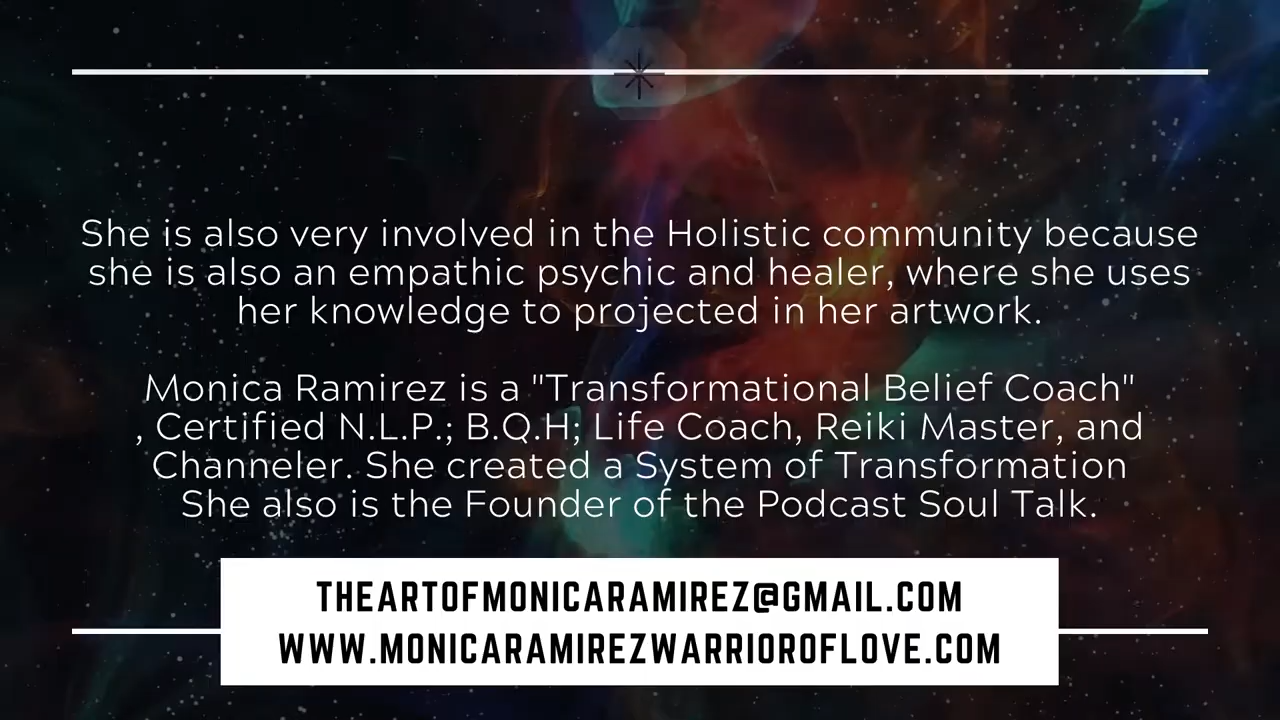 She is also very involved in the Holistic community because
she is also an empathic psychic and healer, where she uses
her knowledge to projected in her artwork.
Monica Ramirez is a "Transformational Belief Coach"
, Certified N.L.P.; B.Q.H; Life Coach, Reiki Master, and
Channeler. She created a System of Transformation
She also is the Founder of the Podcast Soul Talk.
THEARTOFMONICARAMIREZ@GMAIL.COM
WWW.MONICARAMIREZWARRIOROFLOVE.COM